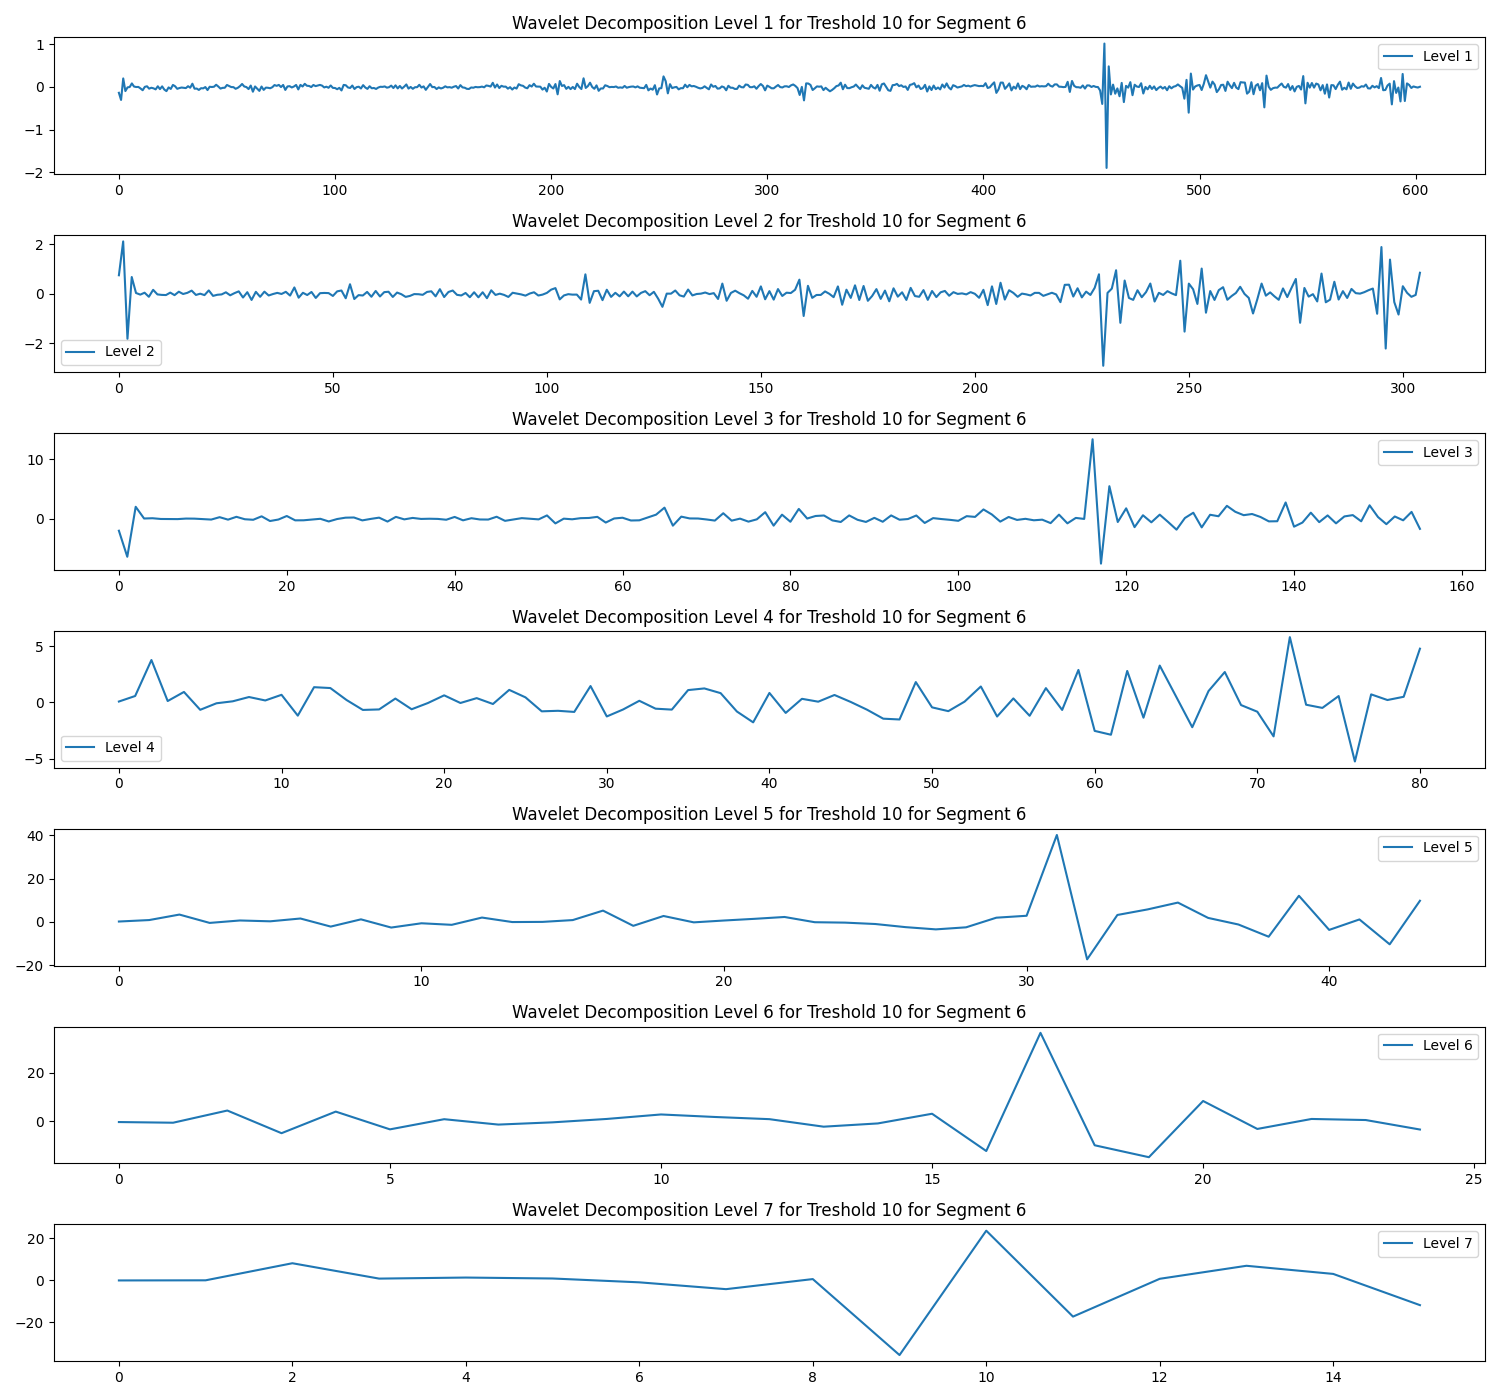 Wavelet Decomposition Level 1 for Treshold 10 for Segment 6
1
0
−1
−2
Level 1
0 100 200 300 400 500 600
Wavelet Decomposition Level 2 for Treshold 10 for Segment 6
2
0
−2
Level 2
0 50 100 150 200 250 300
Wavelet Decomposition Level 3 for Treshold 10 for Segment 6
10
0
Level 3
0 20 40 60 80 100 120 140 160
Wavelet Decomposition Level 4 for Treshold 10 for Segment 6
5
0
−5
Level 4
0 10 20 30 40 50 60 70 80
Wavelet Decomposition Level 5 for Treshold 10 for Segment 6
40
20
0
−20
Level 5
0 10 20 30 40
Wavelet Decomposition Level 6 for Treshold 10 for Segment 6
20
0
Level 6
0 5 10 15 20 25
Wavelet Decomposition Level 7 for Treshold 10 for Segment 6
20
0
−20
Level 7
0 2 4 6 8 10 12 14